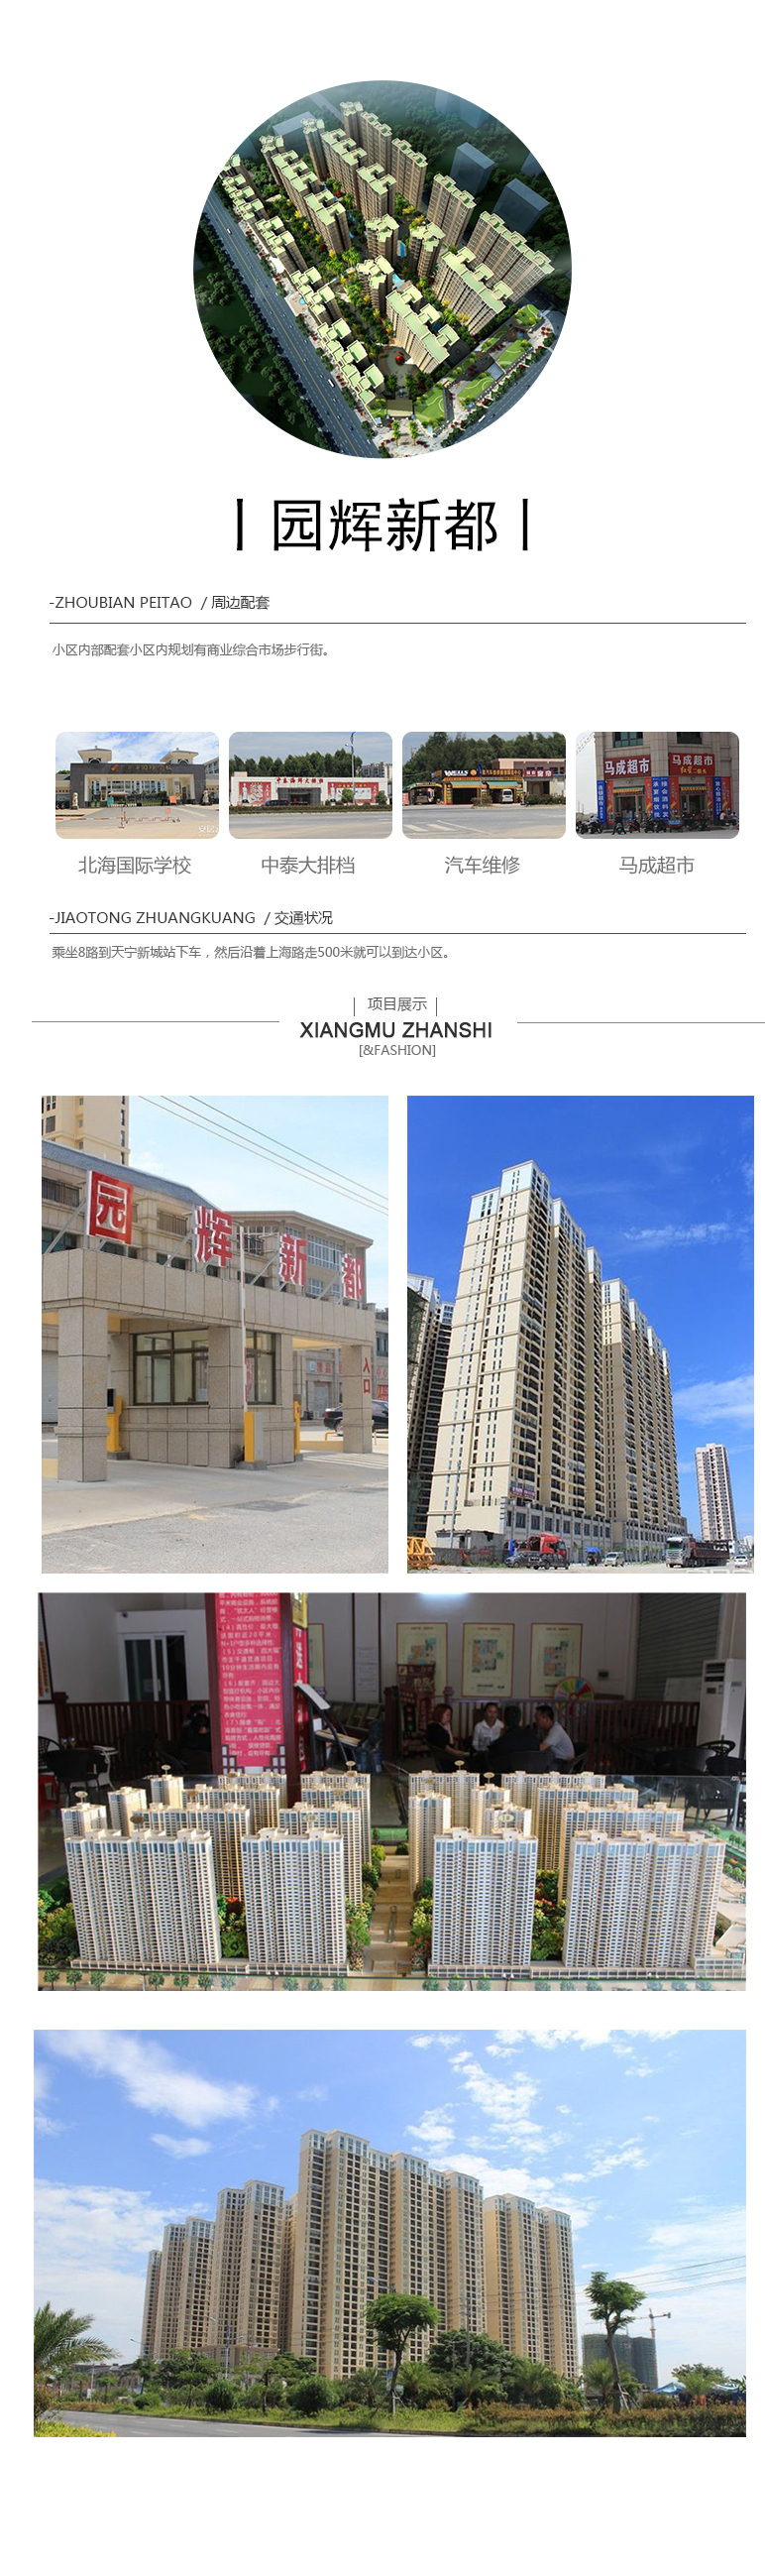 丨园辉新都丨
-ZHOUBIAN PEITAO / 周边配套
小区内部配套小区内规划有商业综合市场步行街。
马成超市
马成超市
北海国际学校
中泰大排档
汽车维修
马成超市
-JIAOTONG ZHUANGKUANG / 交通状况
乘坐8路到天宁新城站下车，然后沿着上海路走500米就可以到达小区。
| 项目展示 |
XIANGMU ZHANSHI
[&FASHION]
园辉新都
入口